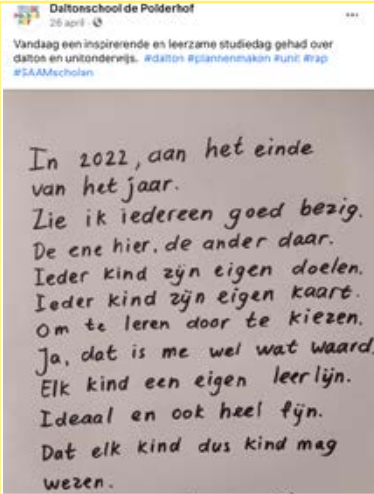 Daltonschool de Polderhof
26 april
Vandaag een inspirerende en leerzame studiedag gehad over
dalton en unitonderwijs. #dalton #plannenmaken #unit #rap
#SAAMscholen
In 2022, aan het einde
van het jaar.
Zie ik iedereen goed bezig.
De ene hier, de ander daar.
Ieder kind zijn eigen doelen.
Ieder kind zijn eigen kaart.
Om te leren door te kiezen.
Ja, dat is me wel wat waard.
Elk kind een eigen leerlijn.
Ideaal en ook heel fijn.
Dat elk kind dus kind mag
wezen.